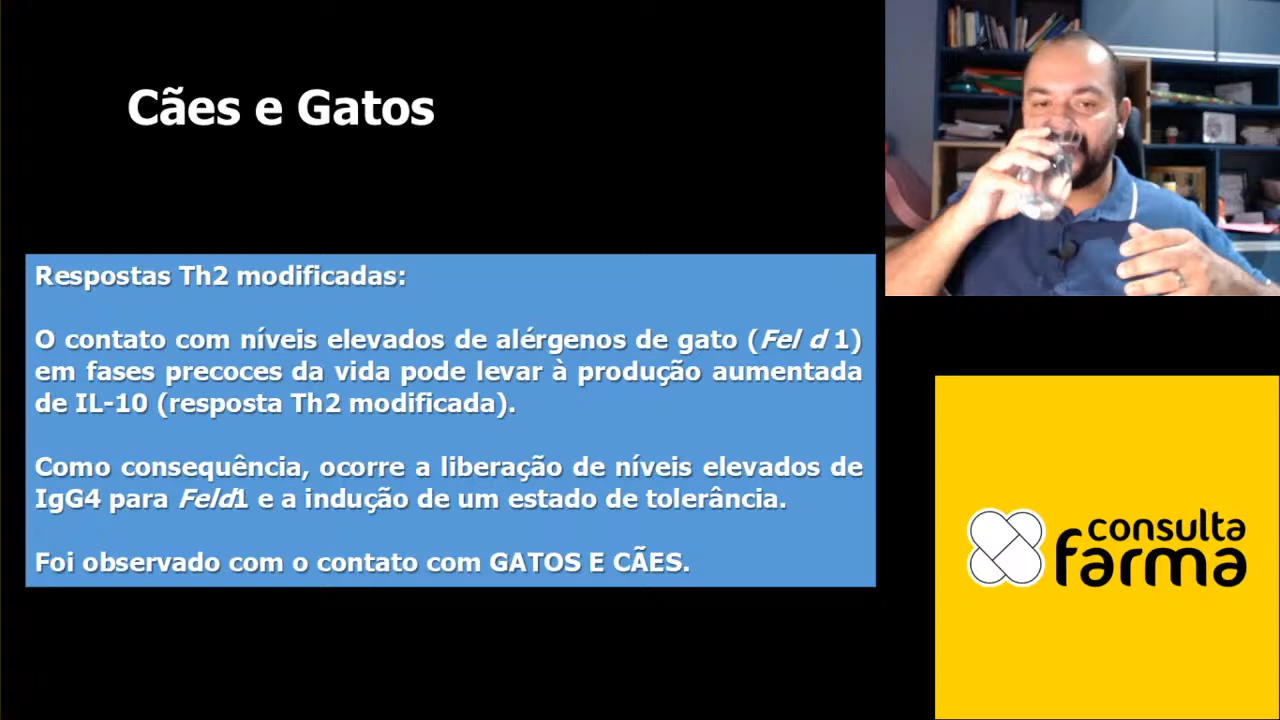 Cães e Gatos
Respostas Th2 modificadas:
O contato com níveis elevados de alérgenos de gato (Fel d 1)
em fases precoces da vida pode levar à produção aumentada
de IL-10 (resposta Th2 modificada).
Como consequência, ocorre a liberação de níveis elevados de
IgG4 para Feld1 e a indução de um estado de tolerância.
Foi observado com o contato com GATOS E CÃES.
consulta
farma